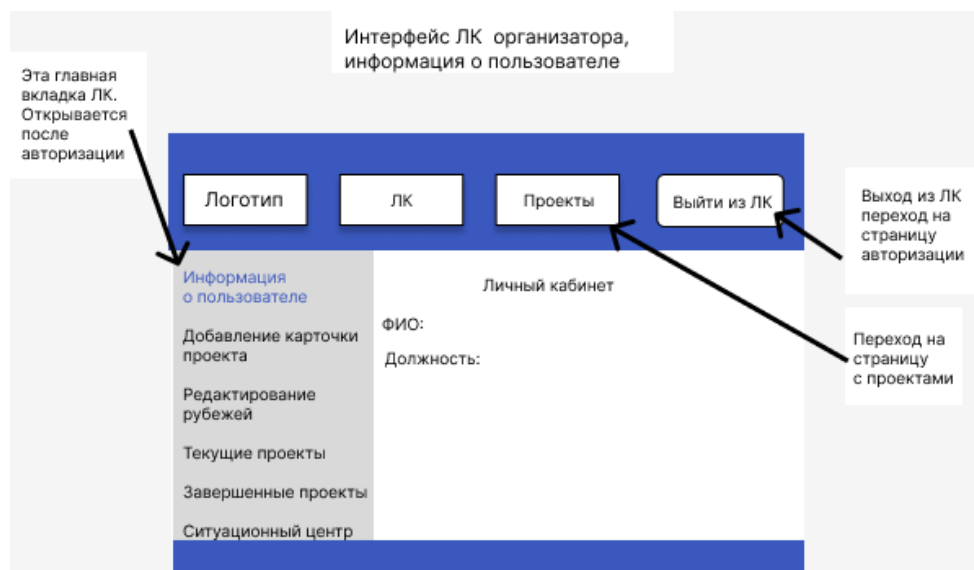 Интерфейс ЛК организатора,
информация о пользователе
Эта главная
вкладка ЛК.
Открывается
после
авторизации
Логотип
ЛК
Проекты
Выйти из ЛК
Выход из ЛК
переход на
страницу
авторизации
Информация
о пользователе
Добавление карточки
проекта
Редактирование
рубежей
Текущие проекты
Завершенные проекты
Ситуационный центр
Личный кабинет
ФИО:
Должность:
Переход на
страницу
с проектами